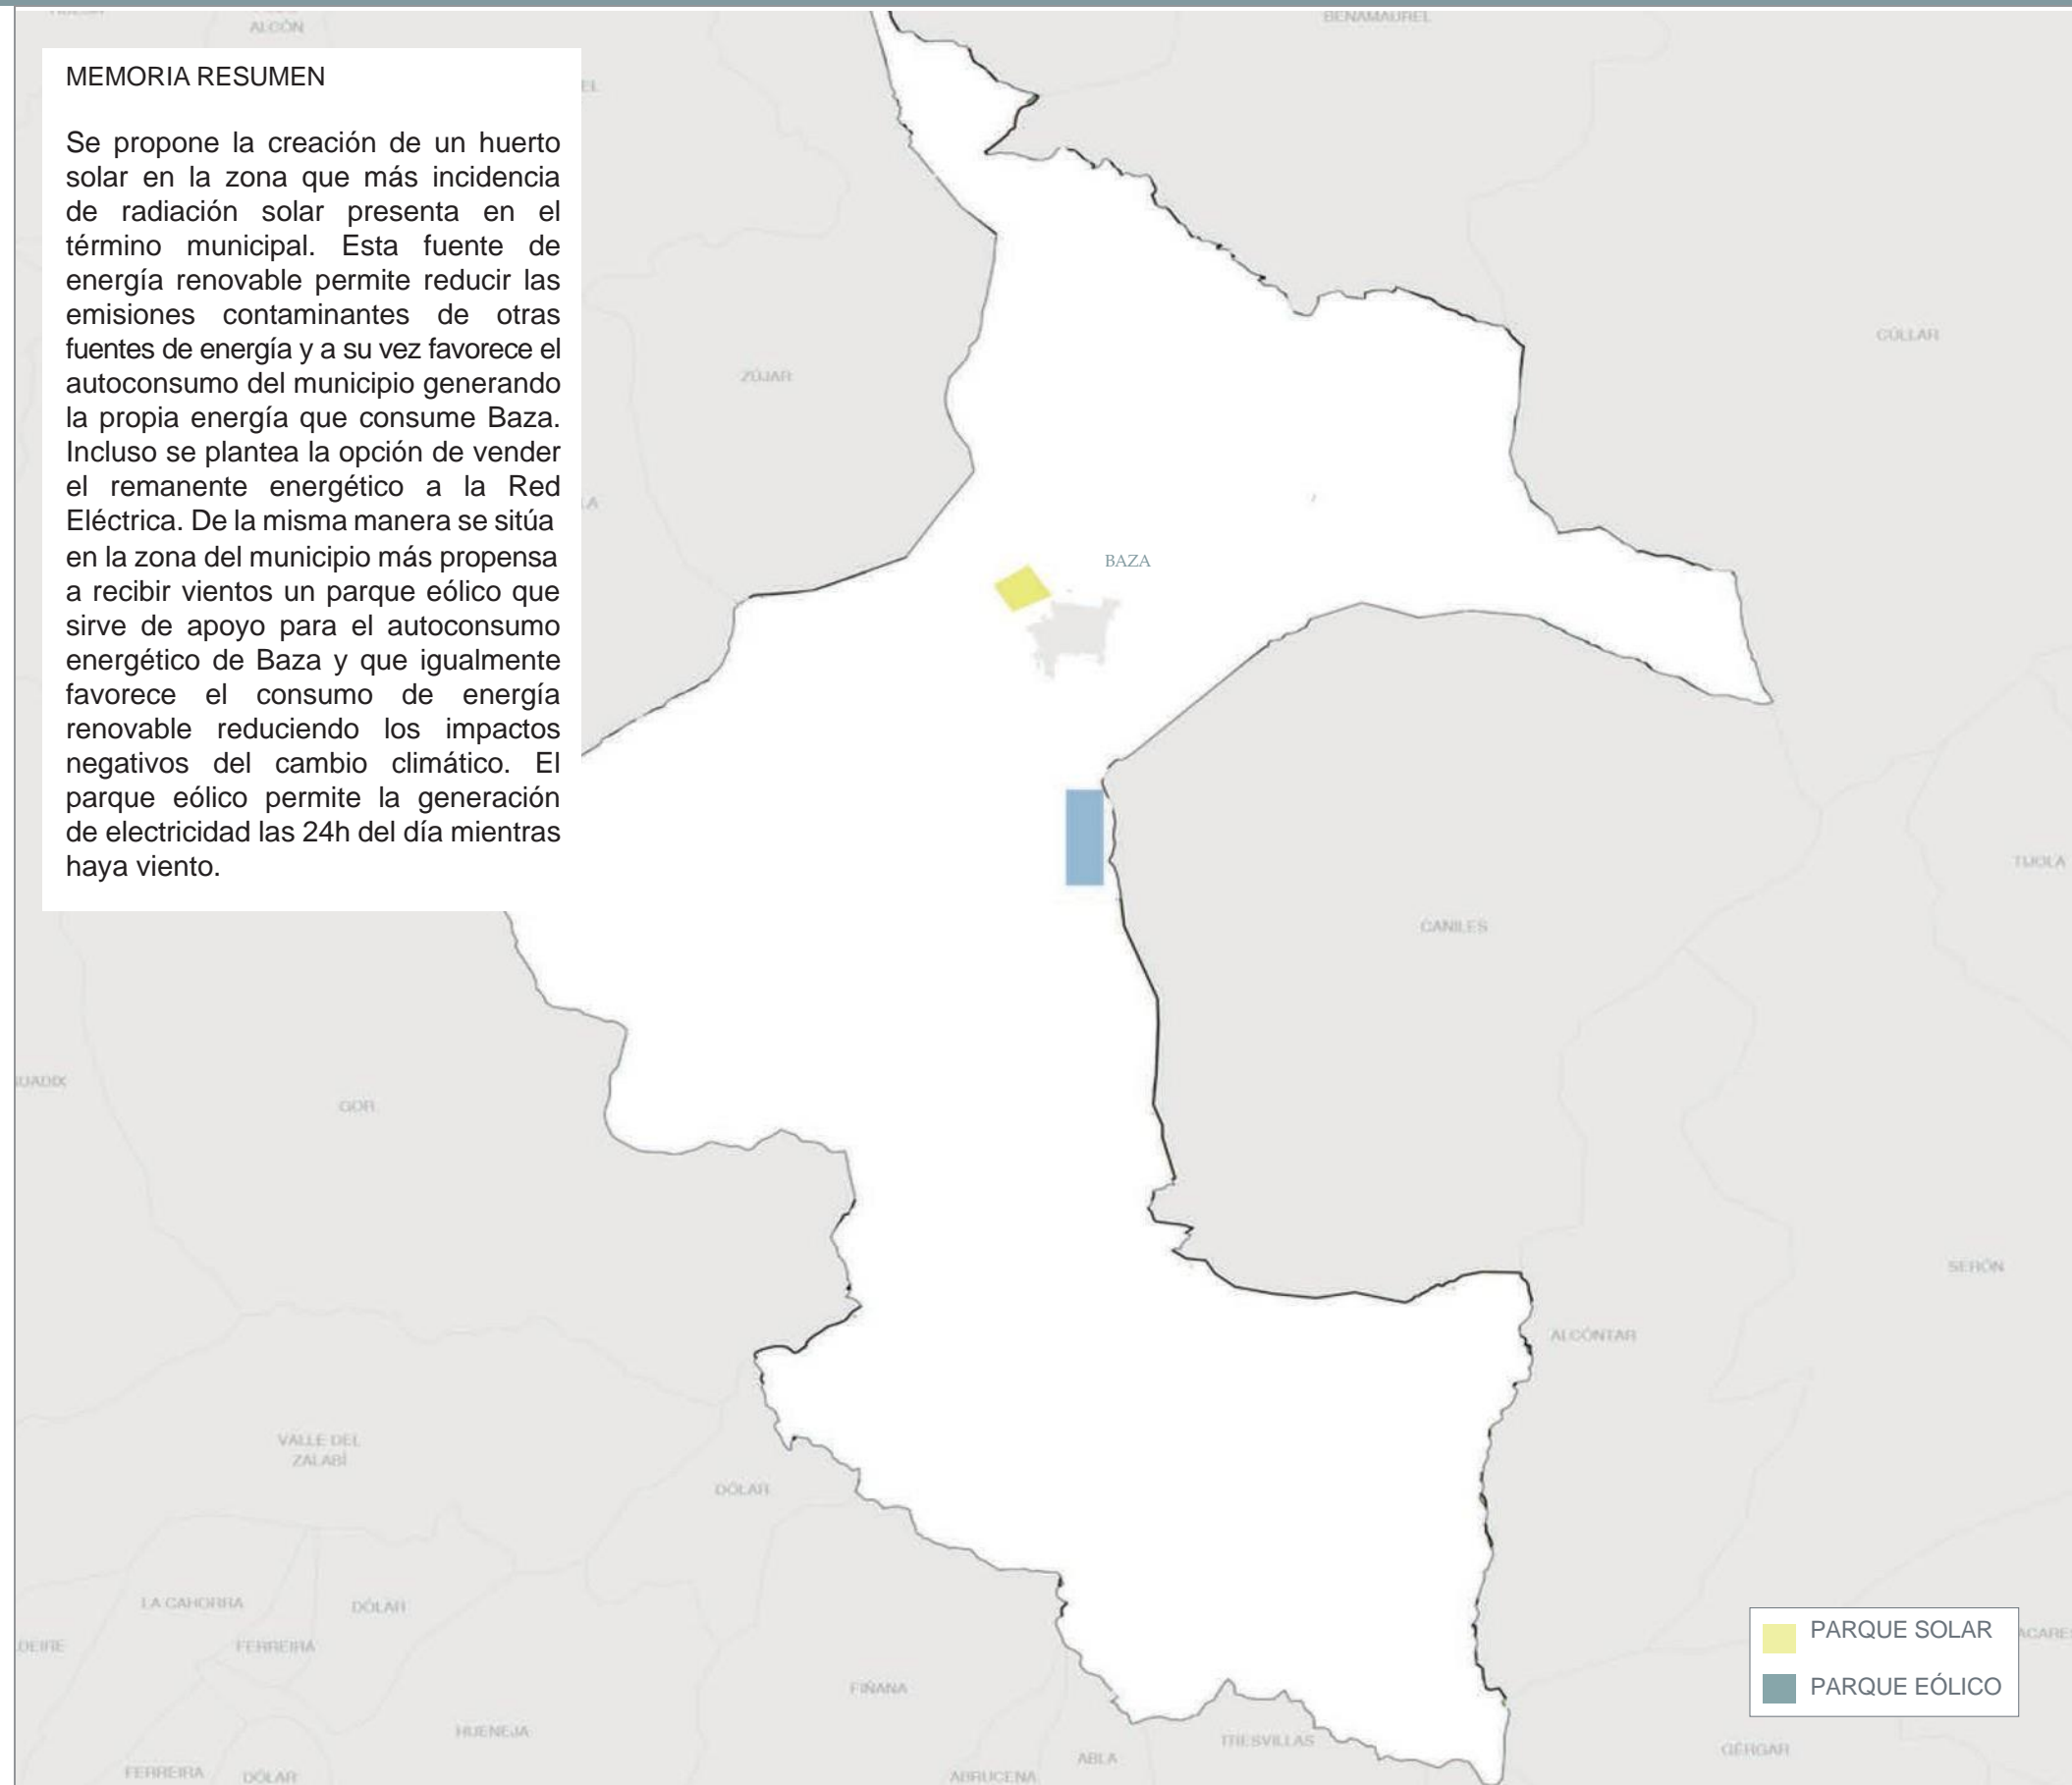 ALCÓN
BENAMAUREL
MEMORIA RESUMEN
Se propone la creación de un huerto
solar en la zona que más incidencia
de radiación solar presenta en el
término municipal. Esta fuente de
energía renovable permite reducir las
emisiones contaminantes de otras
fuentes de energía y a su vez favorece el
autoconsumo del municipio generando
la propia energía que consume Baza.
Incluso se plantea la opción de vender
el remanente energético a la Red
Eléctrica. De la misma manera se sitúa
en la zona del municipio más propensa
a recibir vientos un parque eólico que
sirve de apoyo para el autoconsumo
energético de Baza y que igualmente
favorece el consumo de energía
renovable reduciendo los impactos
negativos del cambio climático. El
parque eólico permite la generación
de electricidad las 24h del día mientras
haya viento.
EL
CÚLLAR
ZÚJAR
LA
BAZA
TIJOLA
CANILES
UADIX
GOR
SERÓN
ALCÓNTAR
VALLE DEL
ZALABÍ
DÓLAR
LA CAHORRA
DÓLAR
FERREIRA
DEIRE
PARQUE SOLAR
ACARES
PARQUE EÓLICO
FIÑANA
HUENEJA
TRESVILLAS
GÉRGAR
ABLA
ABRUCENA
FERREIRA
DÓLAR